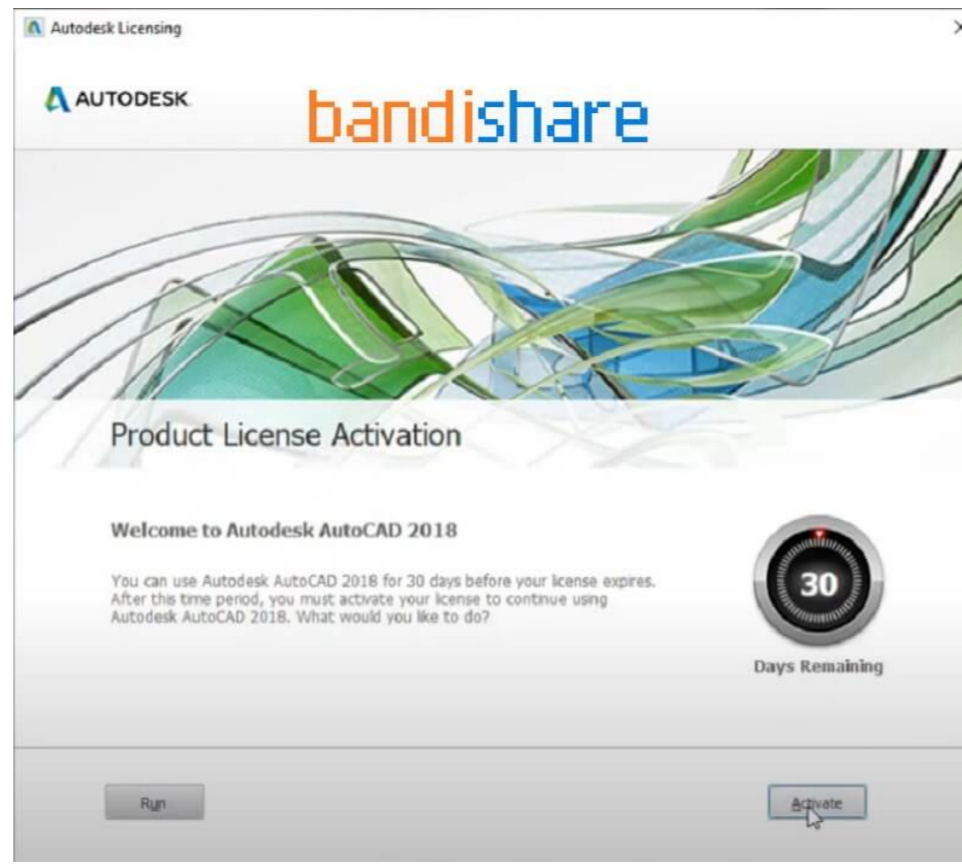 Autodesk Licensing
AUTODESK.
bandishare
Product License Activation
Welcome to Autodesk AutoCAD 2018
You can use Autodesk AutoCAD 2018 for 30 days before your license expires.
After this time period, you must activate your license to continue using
Autodesk AutoCAD 2018. What would you like to do?
30
Days Remaining
Run
Activate